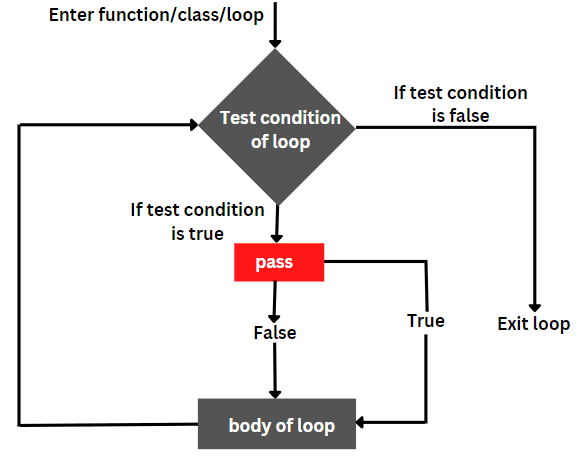 Enter function/class/loop
Test condition
of loop
If test condition
is false
If test condition
is true
pass
False
True
Exit loop
body of loop